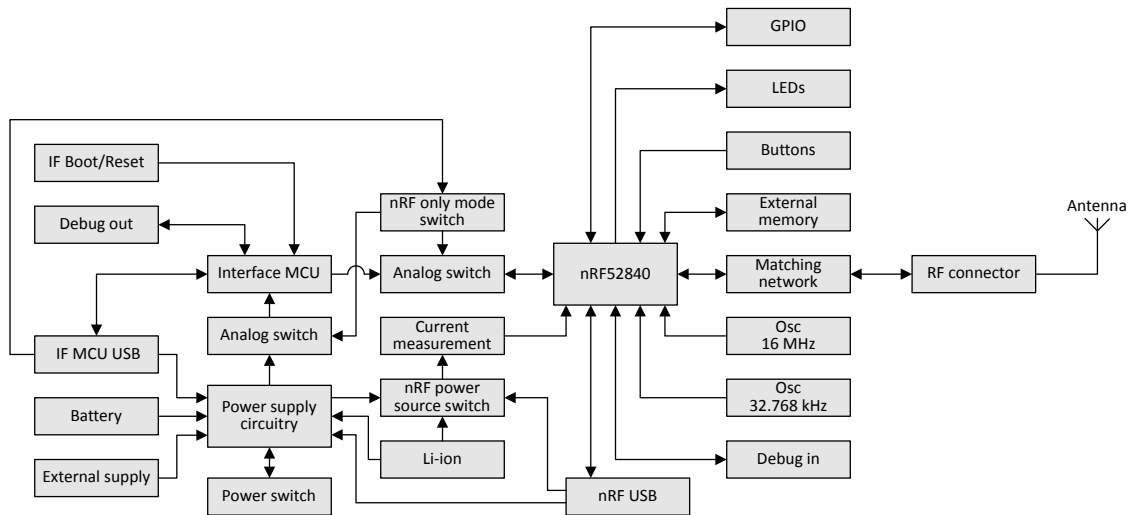 GPIO
LEDs
Buttons
External
memory
Matching
network
Osc
16 MHz
Osc
32.768 kHz
Debug in
IF Boot/Reset
Debug out
IF MCU USB
Battery
External supply
Interface MCU
Analog switch
Power supply
circuitry
Power switch
nRF only mode
switch
Analog switch
Current
measurement
nRF power
source switch
Li-ion
nRF52840
nRF USB
RF connector
Antenna